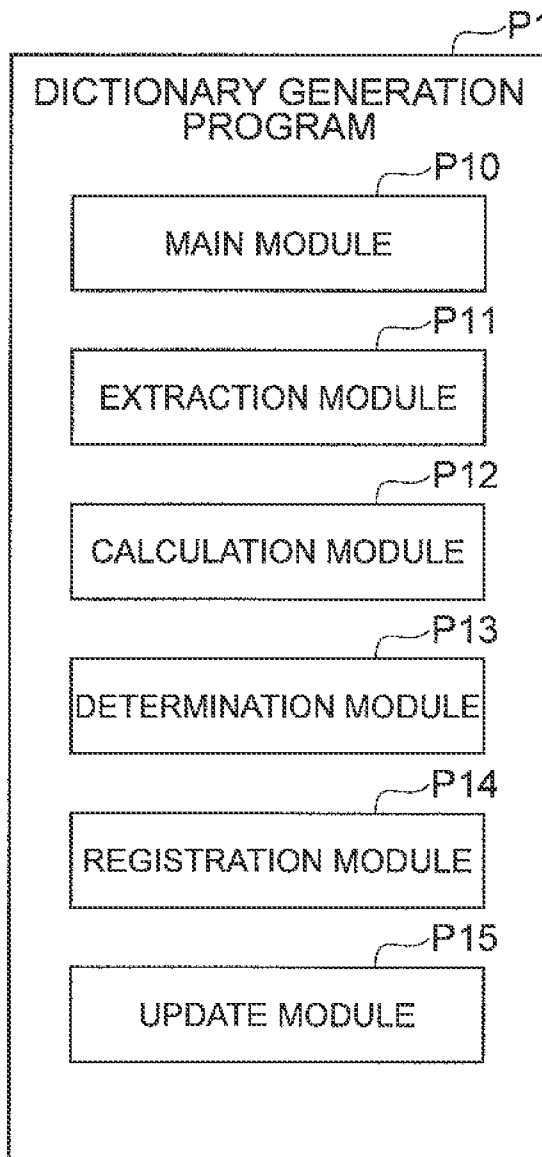 P1
DICTIONARY GENERATION
PROGRAM
P10
MAIN MODULE
P11
EXTRACTION MODULE
P12
CALCULATION MODULE
P13
DETERMINATION MODULE
P14
REGISTRATION MODULE
P15
UPDATE MODULE